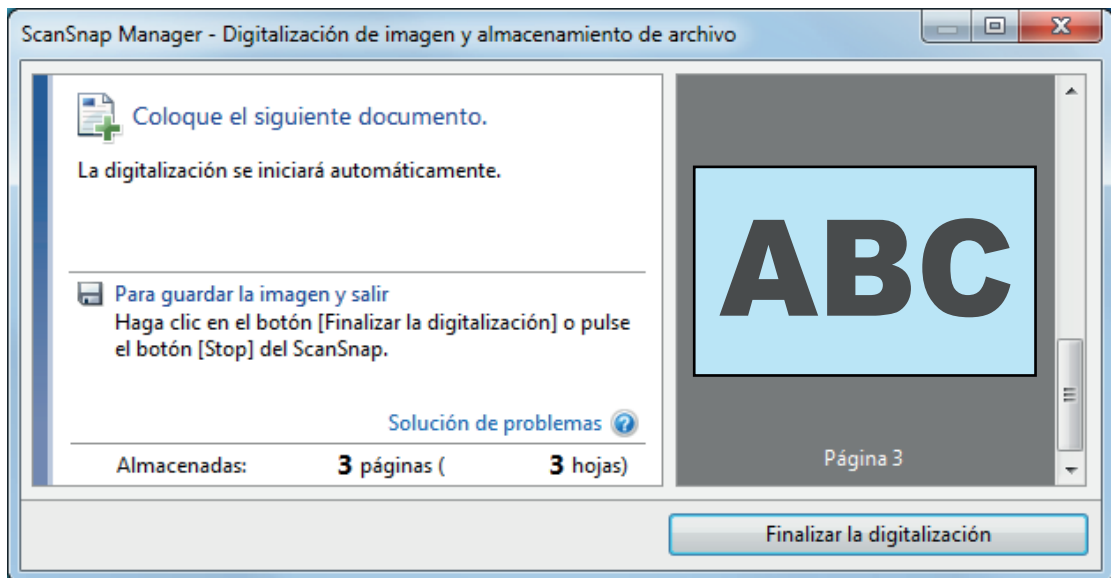 ScanSnap Manager - Digitalización de imagen y almacenamiento de archivo
Coloque el siguiente documento.
La digitalización se iniciará automáticamente.
Para guardar la imagen y salir
Haga clic en el botón [Finalizar la digitalización] o pulse
el botón [Stop] del ScanSnap.
Solución de problemas
Almacenadas: 3 páginas ( 3 hojas)
ABC
Página 3
Finalizar la digitalización